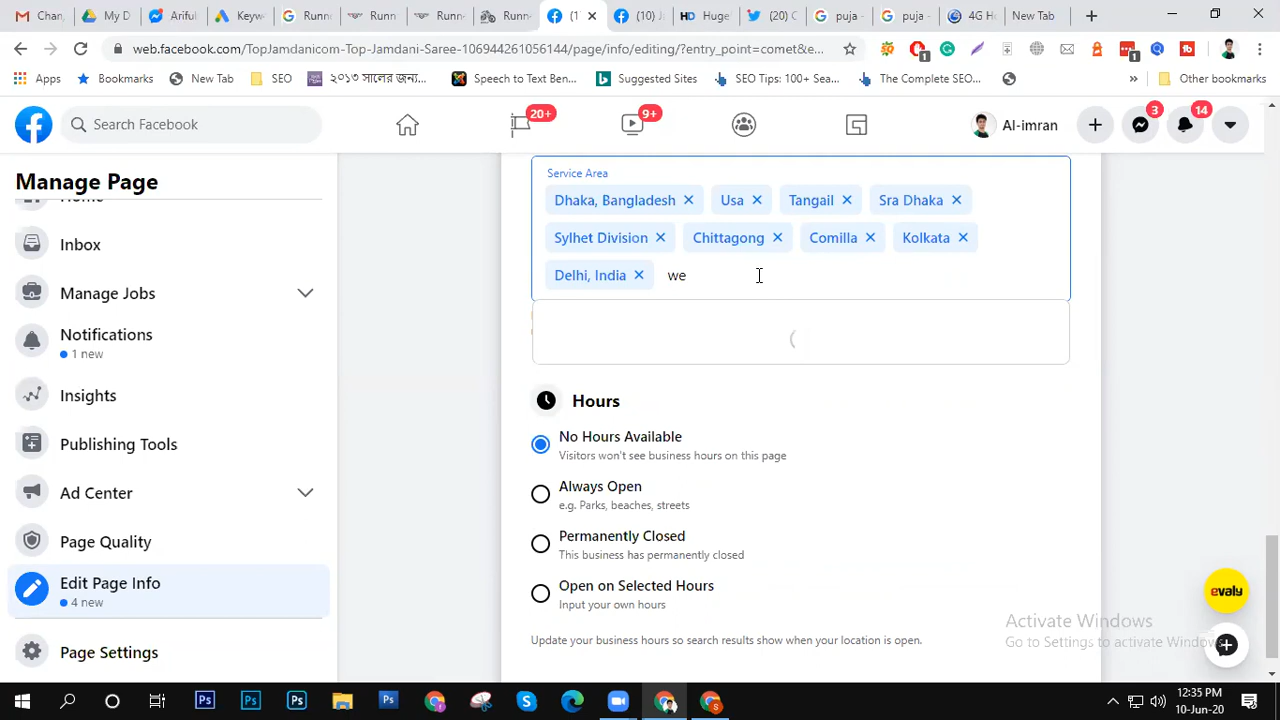 Chan
My D
Ariful
Keyw
Runn
Runn
Runn
Runn
(1
(10) J
HD Huge
(20) C
puja -
puja -
4G H
New Tab
web.facebook.com/TopJamdanicom-Top-Jamdani-Saree-106944261056144/page/info/editing/?entry_point=comet&e...
Apps
Bookmarks
New Tab
SEO
২০১৩ সালের জন্য...
Speech to Text Ben...
Suggested Sites
SEO Tips: 100+ Sea...
The Complete SEO...
Other bookmarks
Search Facebook
20+
9+
Al-imran
3
14
Manage Page
Home
Inbox
Manage Jobs
Notifications
1 new
Insights
Publishing Tools
Ad Center
Page Quality
Edit Page Info
4 new
Page Settings
Service Area
Dhaka, Bangladesh
Usa
Tangail
Sra Dhaka
Sylhet Division
Chittagong
Comilla
Kolkata
Delhi, India
we
Hours
No Hours Available
Visitors won't see business hours on this page
Always Open
e.g. Parks, beaches, streets
Permanently Closed
This business has permanently closed
Open on Selected Hours
Input your own hours
Update your business hours so search results show when your location is open.
evaly
Activate Windows
Go to Settings to activate Windows
12:35 PM
10-Jun-20